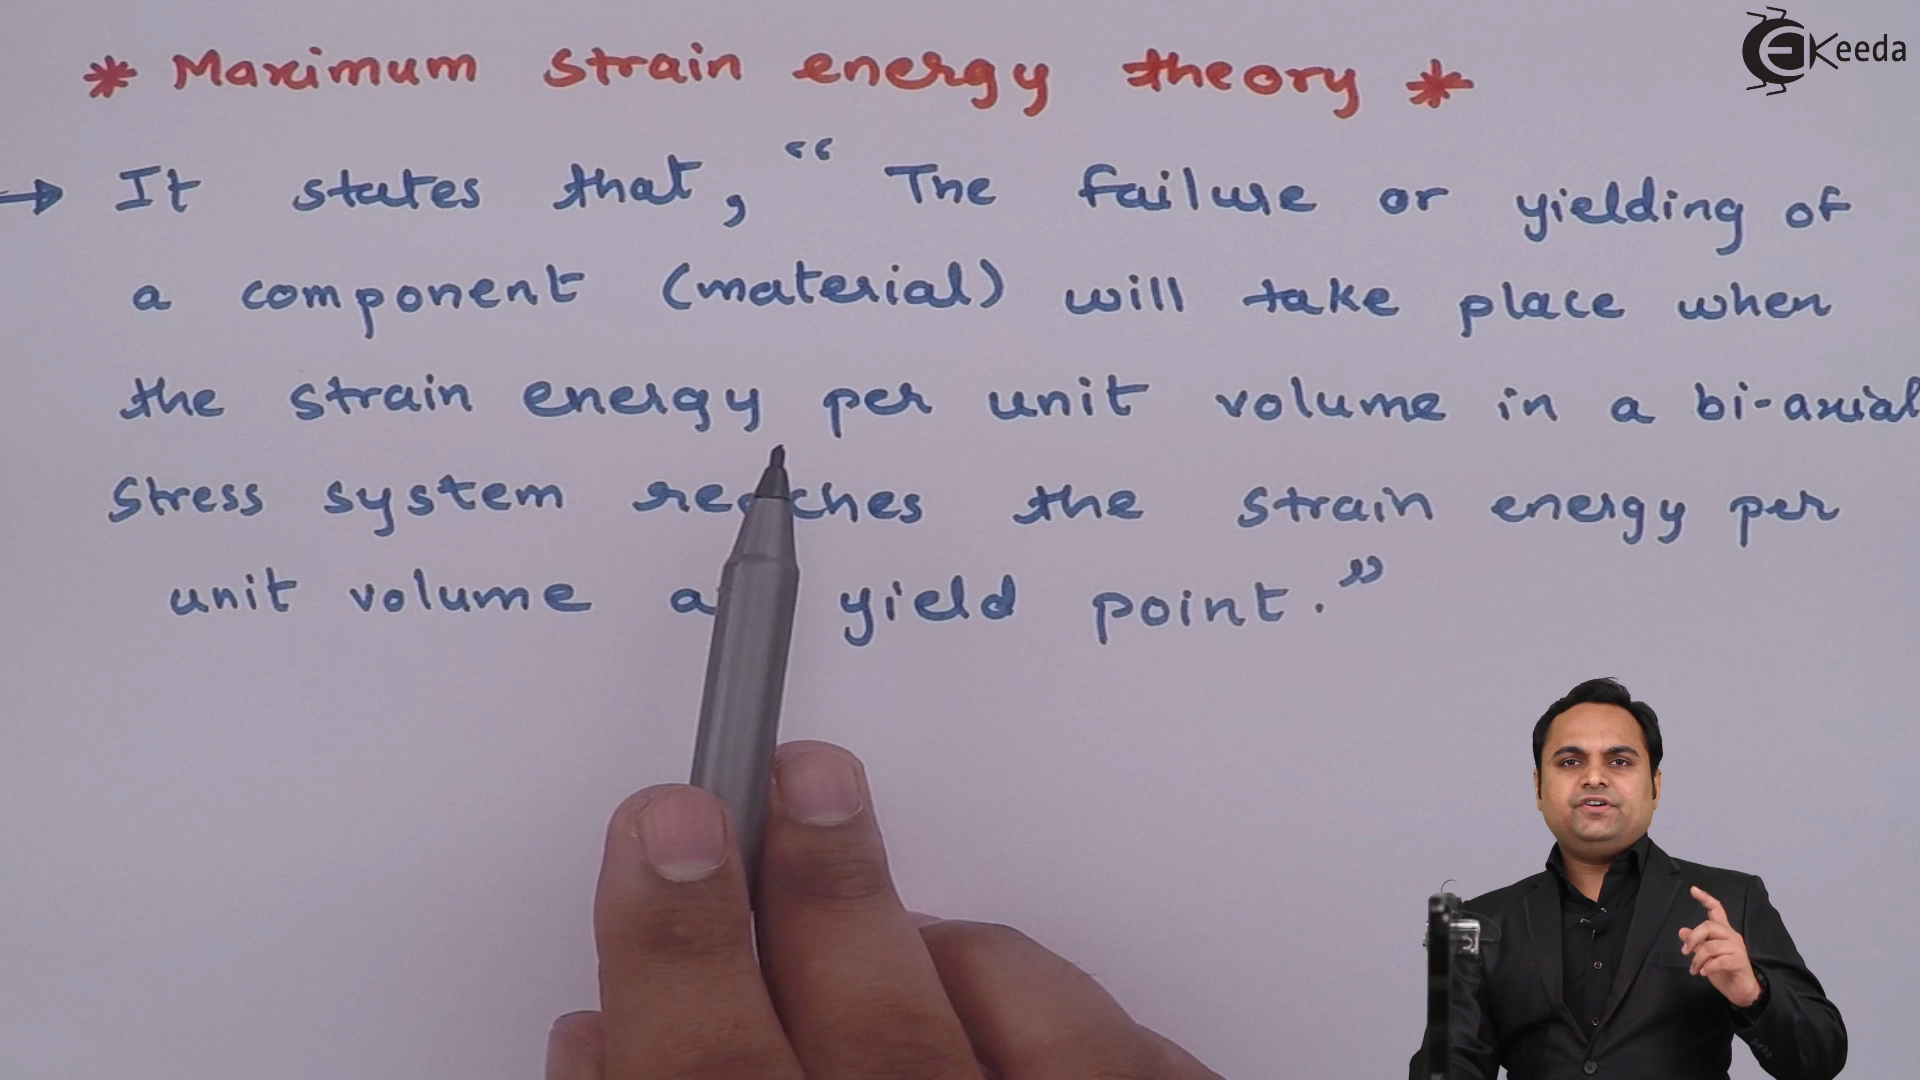 * Maximum strain energy theory *
EKeeda
→ It states that, “ The failure or yielding of
a component (material) will take place when
the strain energy per unit volume in a bi-axial
stress system reaches the strain energy per
unit volume yield point.”